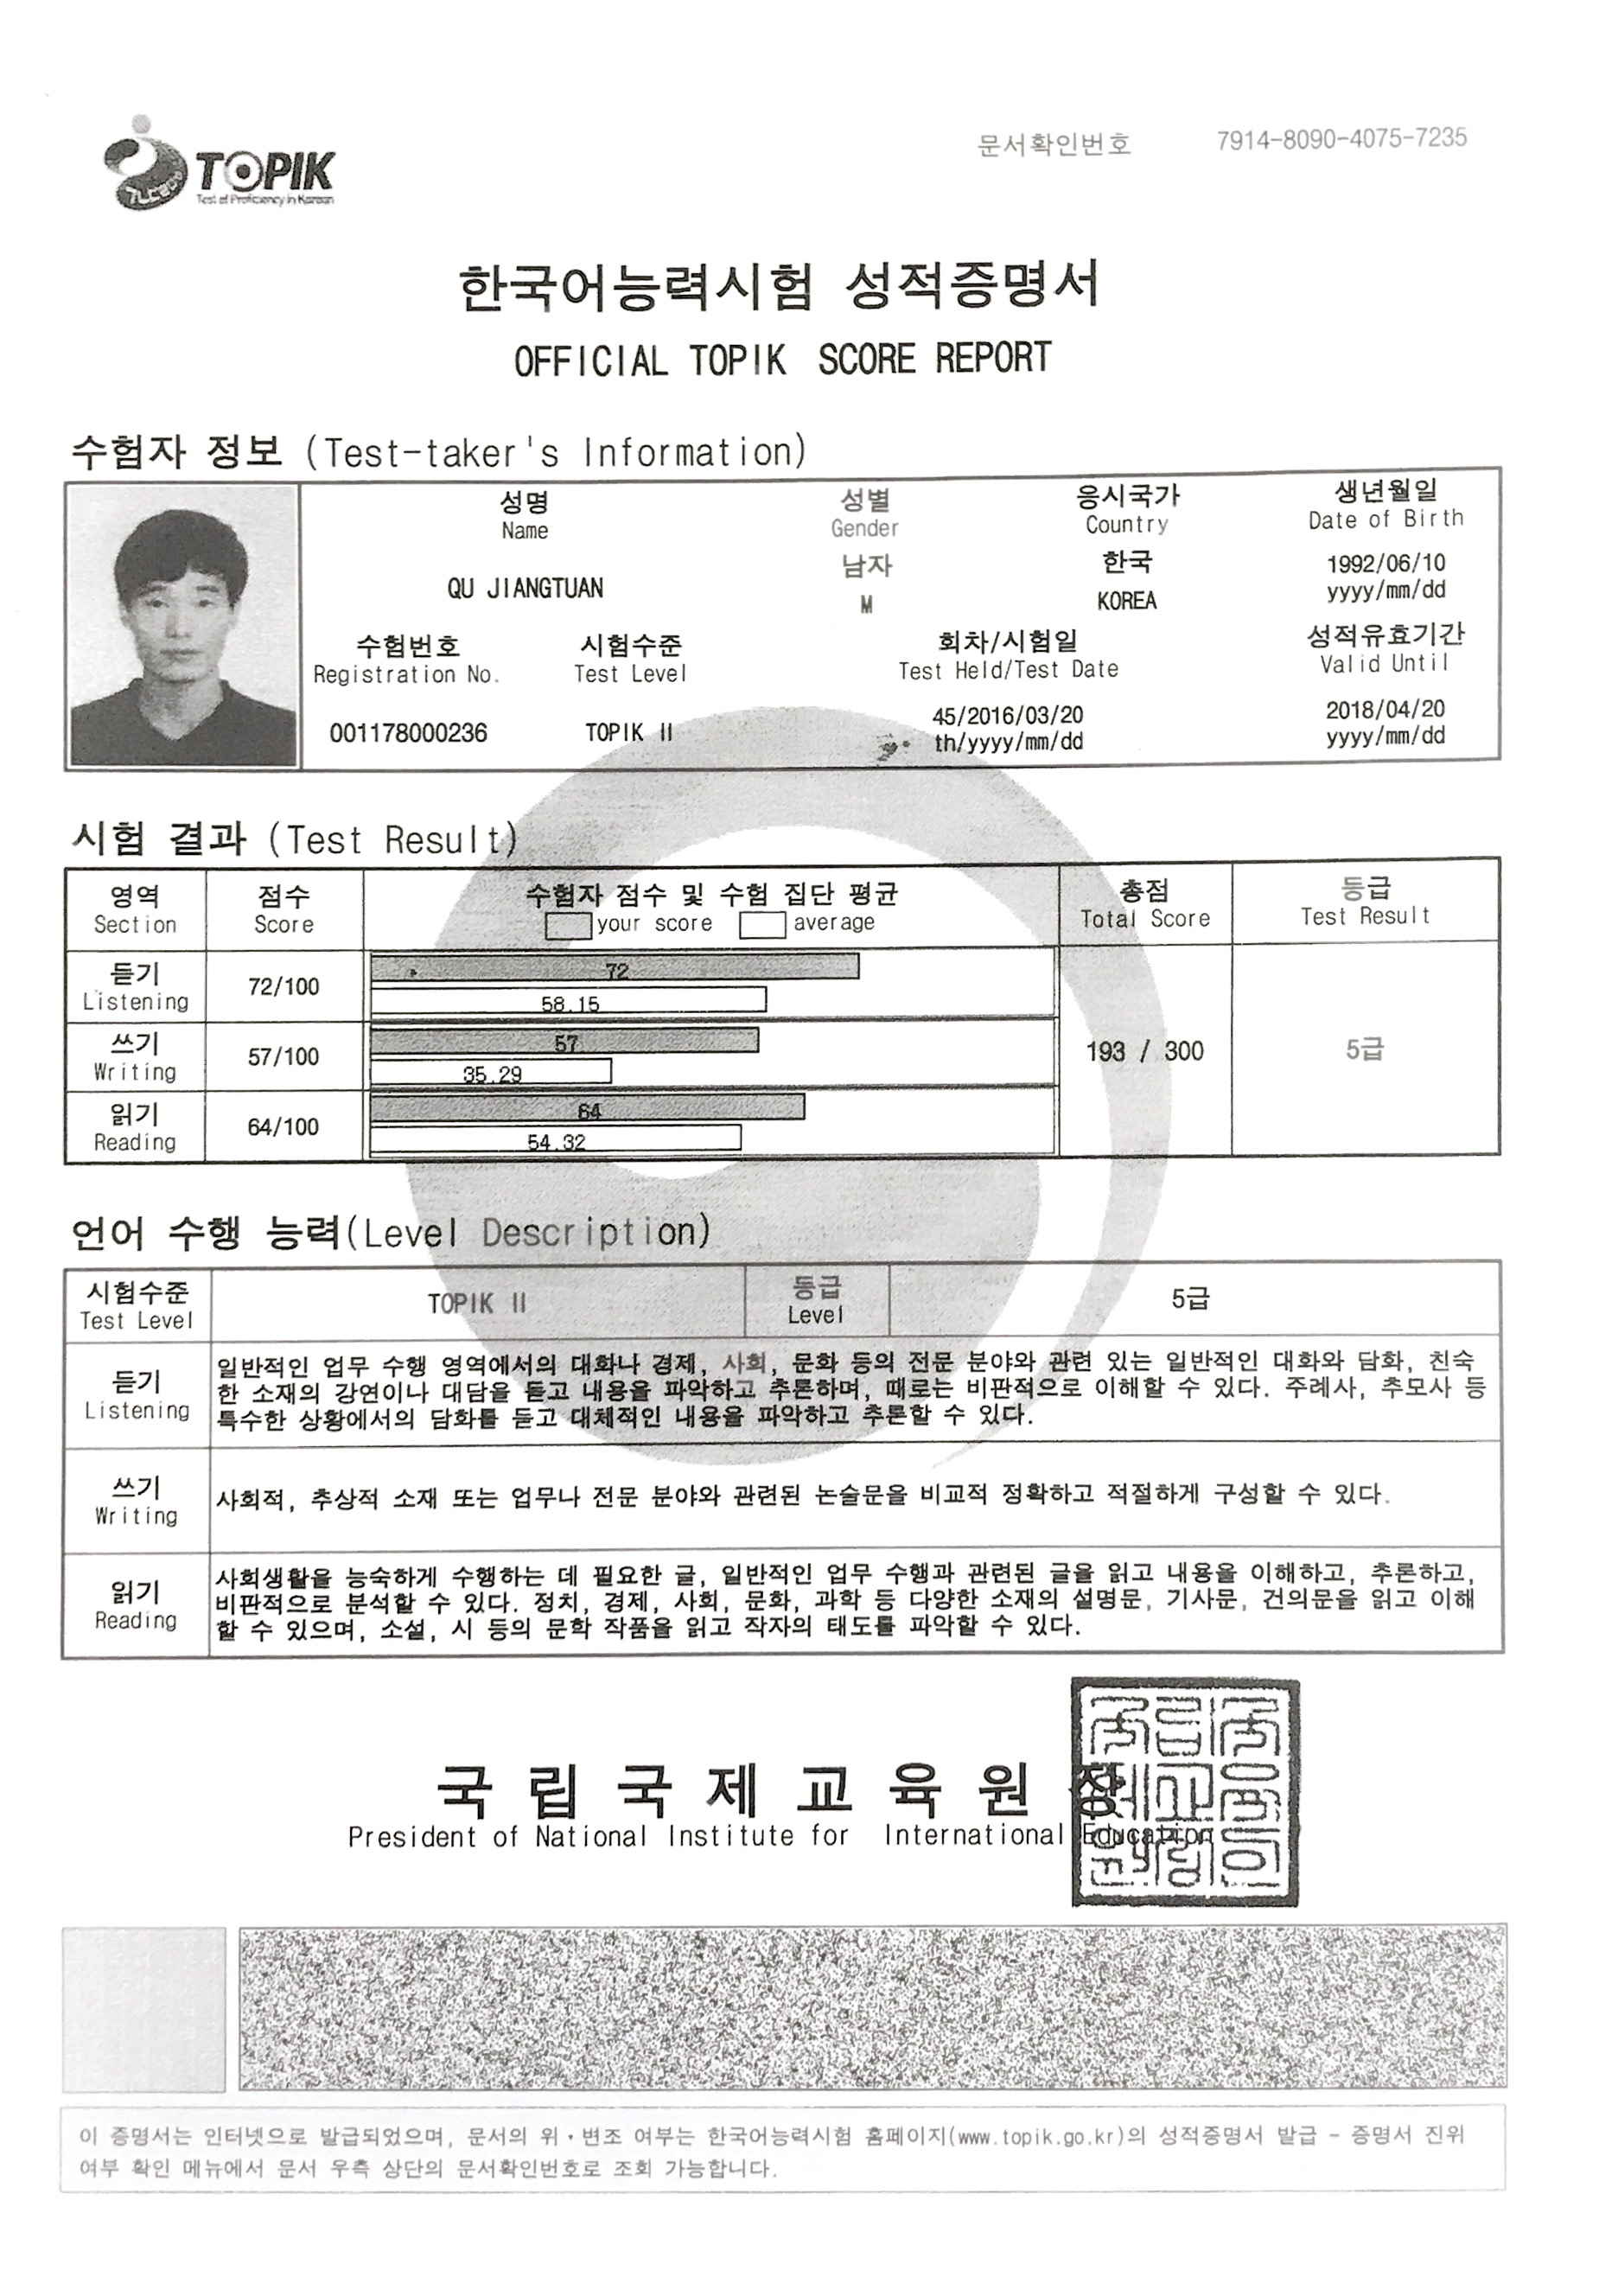 TOPIK
Test of Proficiency in Korean
문서확인번호 7914-8090-4075-7235
한국어능력시험 성적증명서
OFFICIAL TOPIK SCORE REPORT
수험자 정보 (Test-taker's Information)
성명 성별 응시국가 생년월일
Name Gender Country Date of Birth
QU JIANGTUAN 남자 한국 1992/06/10
M KOREA yyyy/mm/dd
수험번호 시험수준 회차/시험일 성적유효기간
Registration No. Test Level Test Held/Test Date Valid Until
001178000236 TOPIK II 45/2016/03/20 2018/04/20
th/yyyy/mm/dd yyyy/mm/dd
시험 결과 (Test Result)
영역 점수 수험자 점수 및 수험 집단 평균 총점 등급
Section Score your score average Total Score Test Result
듣기 72/100 72
Listening 58.15
쓰기 57/100 57 193 / 300 5급
Writing 35.29
읽기 64/100 64
Reading 54.32
언어 수행 능력(Level Description)
시험수준 TOPIK II 등급 5급
Test Level Level
듣기 Listening
일반적인 업무 수행 영역에서의 대화나 경제, 사회, 문화 등의 전문 분야와 관련 있는 일반적인 대화와 담화, 친숙
한 소재의 강연이나 대담을 듣고 내용을 파악하고 추론하며, 때로는 비판적으로 이해할 수 있다. 주례사, 추모사 등
특수한 상황에서의 담화를 듣고 대체적인 내용을 파악하고 추론할 수 있다.
쓰기 Writing
사회적, 추상적 소재 또는 업무나 전문 분야와 관련된 논술문을 비교적 정확하고 적절하게 구성할 수 있다.
읽기 Reading
사회생활을 능숙하게 수행하는 데 필요한 글, 일반적인 업무 수행과 관련된 글을 읽고 내용을 이해하고, 추론하고,
비판적으로 분석할 수 있다. 정치, 경제, 사회, 문화, 과학 등 다양한 소재의 설명문, 기사문, 건의문을 읽고 이해
할 수 있으며, 소설, 시 등의 문학 작품을 읽고 작자의 태도를 파악할 수 있다.
국립국제교육원장
President of National Institute for International Education
이 증명서는 인터넷으로 발급되었으며, 문서의 위・변조 여부는 한국어능력시험 홈페이지(www.topik.go.kr)의 성적증명서 발급 - 증명서 진위
여부 확인 메뉴에서 문서 우측 상단의 문서확인번호로 조회 가능합니다.